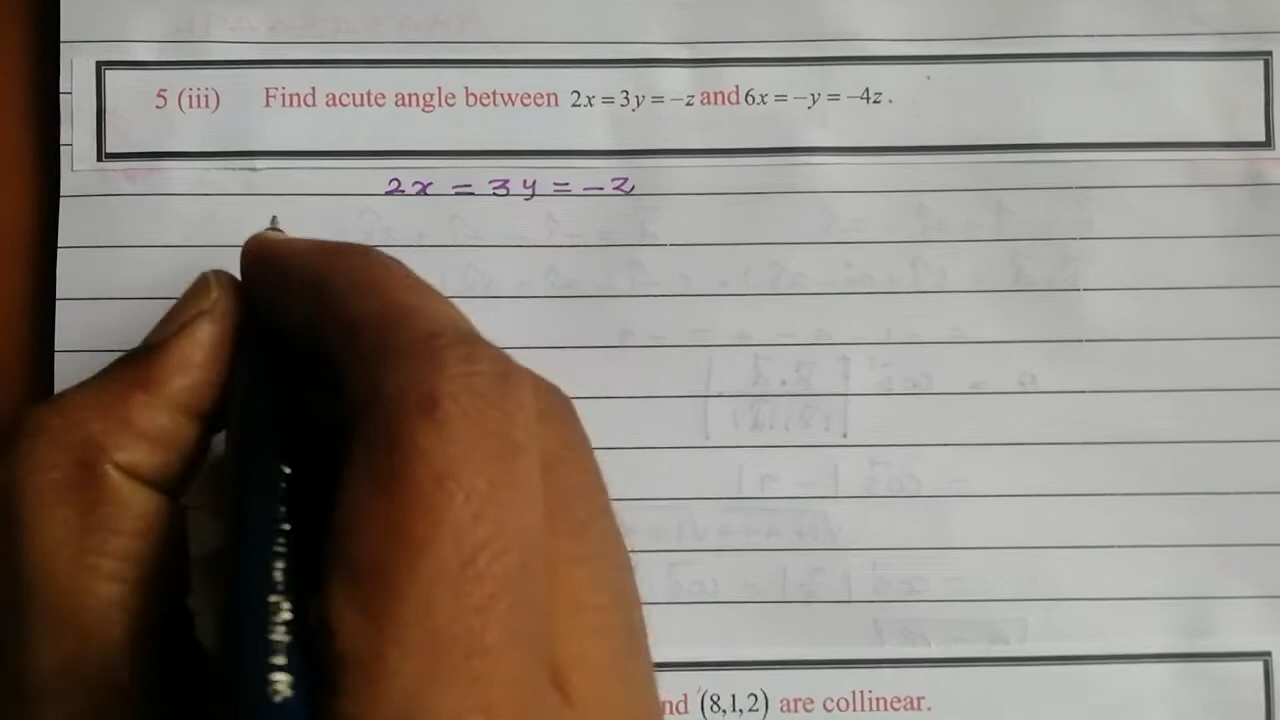 5 (iii) Find acute angle between 2x=3y=−z and 6x=−y=−4z.
2x = 3y = −z
nd (8,1,2) are collinear.